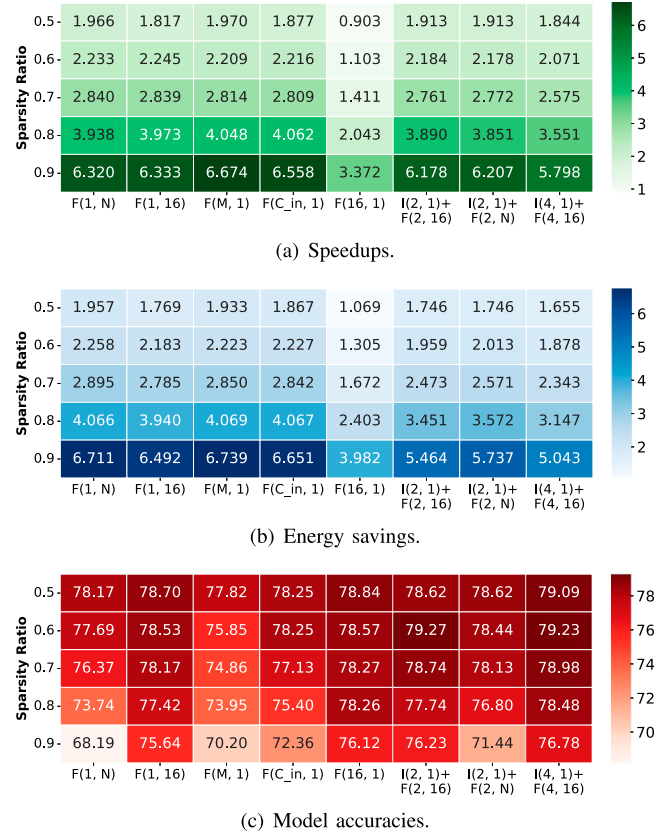 0.5 1.966 1.817 1.970 1.877 0.903 1.913 1.913 1.844
0.6 2.233 2.245 2.209 2.216 1.103 2.184 2.178 2.071
0.7 2.840 2.839 2.814 2.809 1.411 2.761 2.772 2.575
0.8 3.938 3.973 4.048 4.062 2.043 3.890 3.851 3.551
0.9 6.320 6.333 6.674 6.558 3.372 6.178 6.207 5.798
Sparsity Ratio
F(1, N) F(1, 16) F(M, 1) F(C_in, 1) F(16, 1) I(2, 1)+ I(2, 1)+ I(4, 1)+
F(2, 16) F(2, N) F(4, 16)
6
5
4
3
2
1
(a) Speedups.
0.5 1.957 1.769 1.933 1.867 1.069 1.746 1.746 1.655
0.6 2.258 2.183 2.223 2.227 1.305 1.959 2.013 1.878
0.7 2.895 2.785 2.850 2.842 1.672 2.473 2.571 2.343
0.8 4.066 3.940 4.069 4.067 2.403 3.451 3.572 3.147
0.9 6.711 6.492 6.739 6.651 3.982 5.464 5.737 5.043
Sparsity Ratio
F(1, N) F(1, 16) F(M, 1) F(C_in, 1) F(16, 1) I(2, 1)+ I(2, 1)+ I(4, 1)+
F(2, 16) F(2, N) F(4, 16)
6
5
4
3
2
(b) Energy savings.
0.5 78.17 78.70 77.82 78.25 78.84 78.62 78.62 79.09
0.6 77.69 78.53 75.85 78.25 78.57 79.27 78.44 79.23
0.7 76.37 78.17 74.86 77.13 78.27 78.74 78.13 78.98
0.8 73.74 77.42 73.95 75.40 78.26 77.74 76.80 78.48
0.9 68.19 75.64 70.20 72.36 76.12 76.23 71.44 76.78
Sparsity Ratio
F(1, N) F(1, 16) F(M, 1) F(C_in, 1) F(16, 1) I(2, 1)+ I(2, 1)+ I(4, 1)+
F(2, 16) F(2, N) F(4, 16)
78
76
74
72
70
(c) Model accuracies.